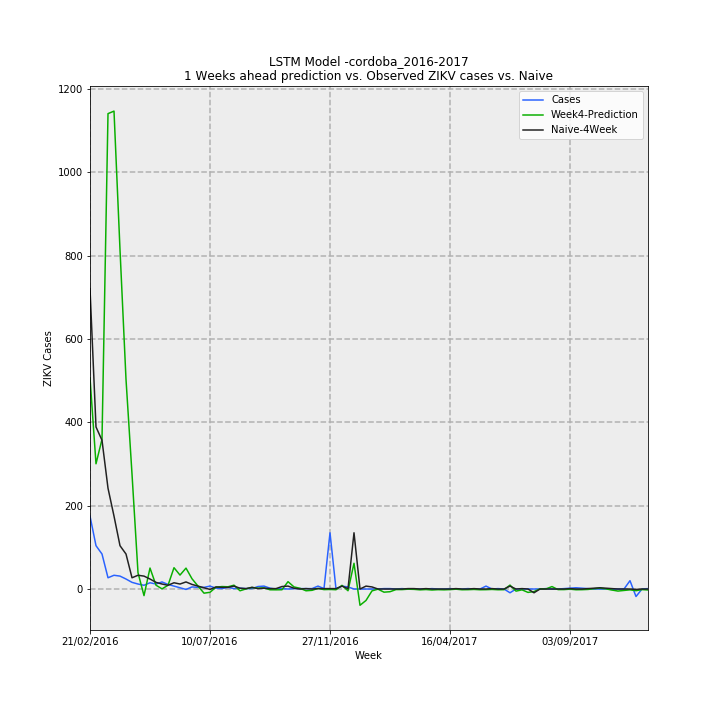 LSTM Model -cordoba_2016-2017
1 Weeks ahead prediction vs. Observed ZIKV cases vs. Naive
Cases
Week4-Prediction
Naive-4Week
1200
1000
800
600
400
200
0
ZIKV Cases
21/02/2016 10/07/2016 27/11/2016 16/04/2017 03/09/2017
Week